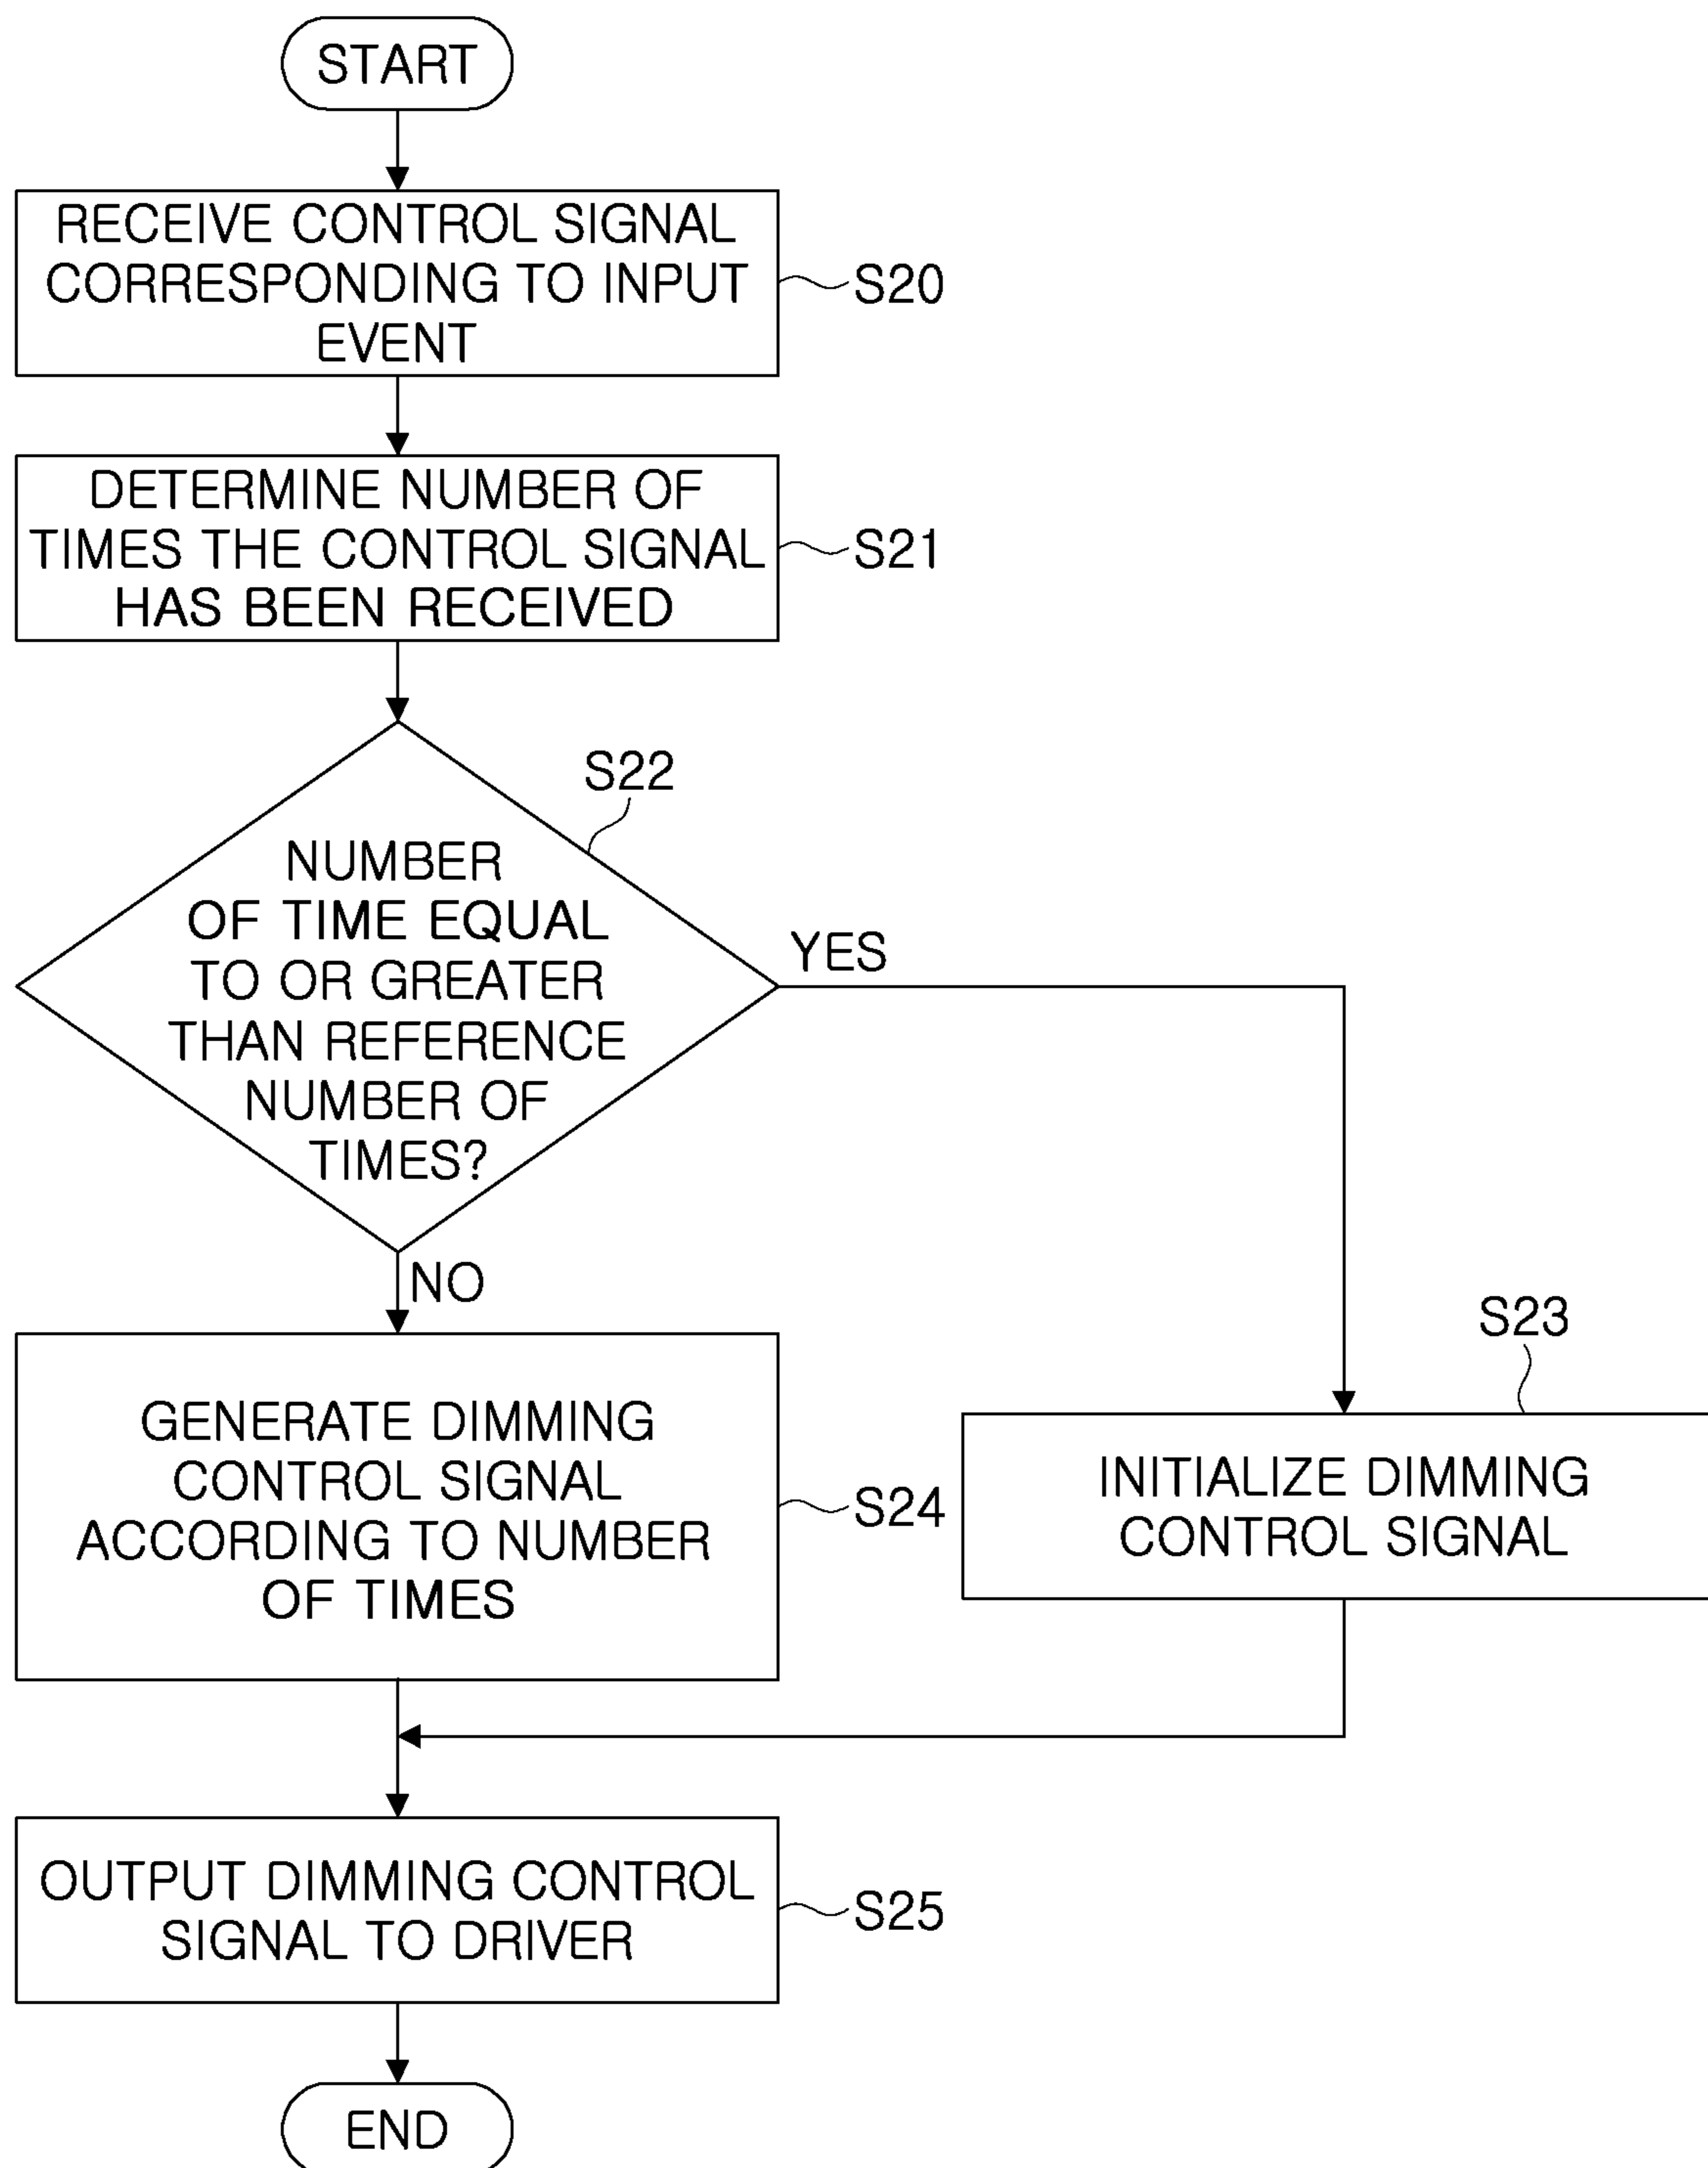 START
RECEIVE CONTROL SIGNAL
CORRESPONDING TO INPUT
EVENT
S20
DETERMINE NUMBER OF
TIMES THE CONTROL SIGNAL
HAS BEEN RECEIVED
S21
S22
NUMBER
OF TIME EQUAL
TO OR GREATER
THAN REFERENCE
NUMBER OF
TIMES?
YES
NO
S23
GENERATE DIMMING
CONTROL SIGNAL
ACCORDING TO NUMBER
OF TIMES
S24
INITIALIZE DIMMING
CONTROL SIGNAL
OUTPUT DIMMING CONTROL
SIGNAL TO DRIVER
S25
END